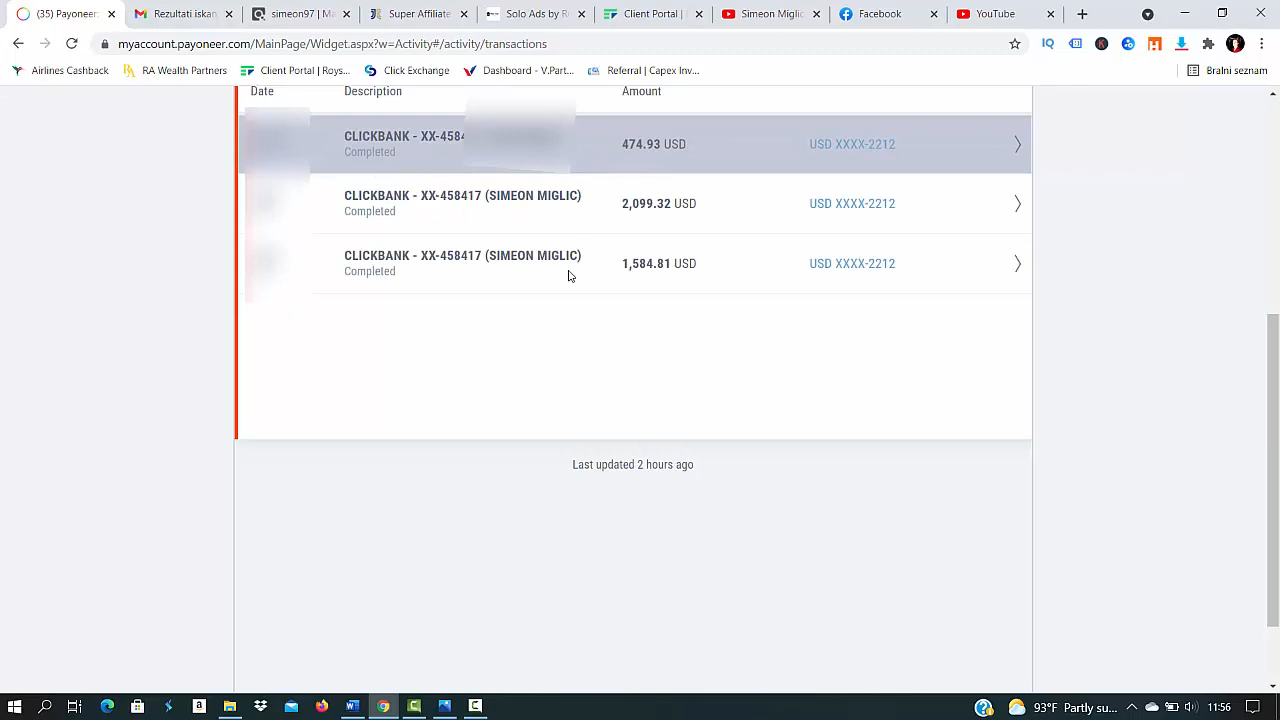 (35) Payoneer
Rezultati iskan
simeon97 | M
Super Affiliate
Solo Ads by S
Client Portal |
Simeon Miglic
Facebook
YouTube
myaccount.payoneer.com/MainPage/Widget.aspx?w=Activity#/activity/transactions
Airlines Cashback
RA Wealth Partners
Client Portal | Roys...
Click Exchange
Dashboard - V.Part...
Referral | Capex Inv...
Bralni seznam
Date Description Amount
CLICKBANK - XX-4584 474.93 USD USD XXXX-2212
Completed
CLICKBANK - XX-458417 (SIMEON MIGLIC) 2,099.32 USD USD XXXX-2212
Completed
CLICKBANK - XX-458417 (SIMEON MIGLIC) 1,584.81 USD USD XXXX-2212
Completed
Last updated 2 hours ago
93°F Partly su... 11:56